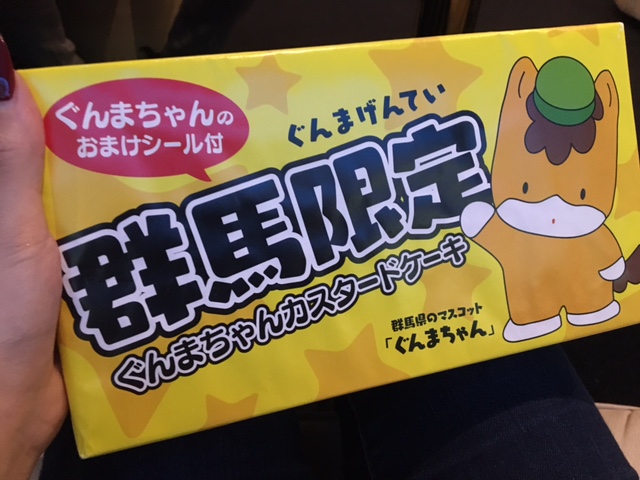 ぐんまちゃんの
おまけシール付
ぐんまげんてい
群馬限定
ぐんまちゃんカスタードケーキ
群馬県のマスコット
「ぐんまちゃん」